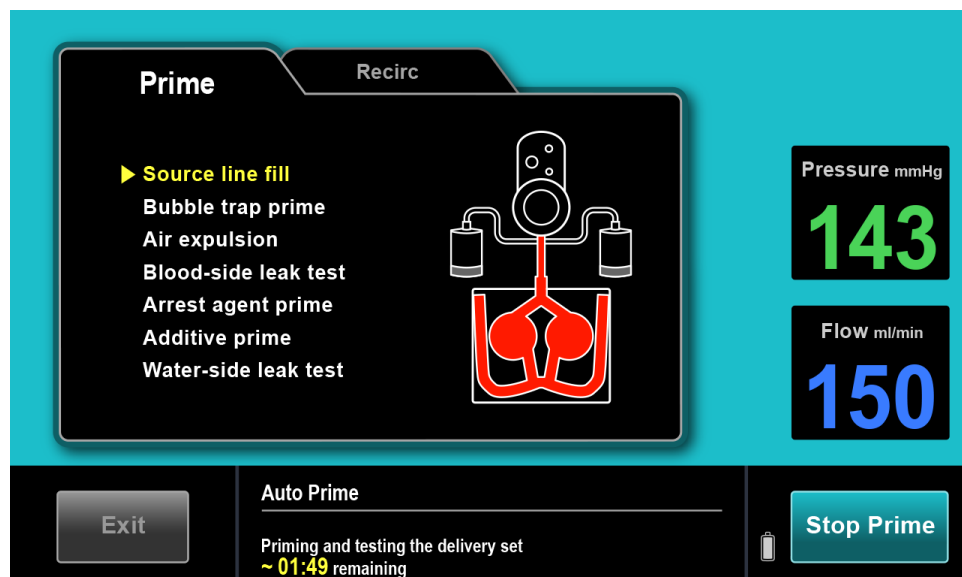 Prime
Recirc
Source line fill
Bubble trap prime
Air expulsion
Blood-side leak test
Arrest agent prime
Additive prime
Water-side leak test
Pressure mmHg
143
Flow ml/min
150
Exit
Auto Prime
Priming and testing the delivery set
~ 01:49 remaining
Stop Prime